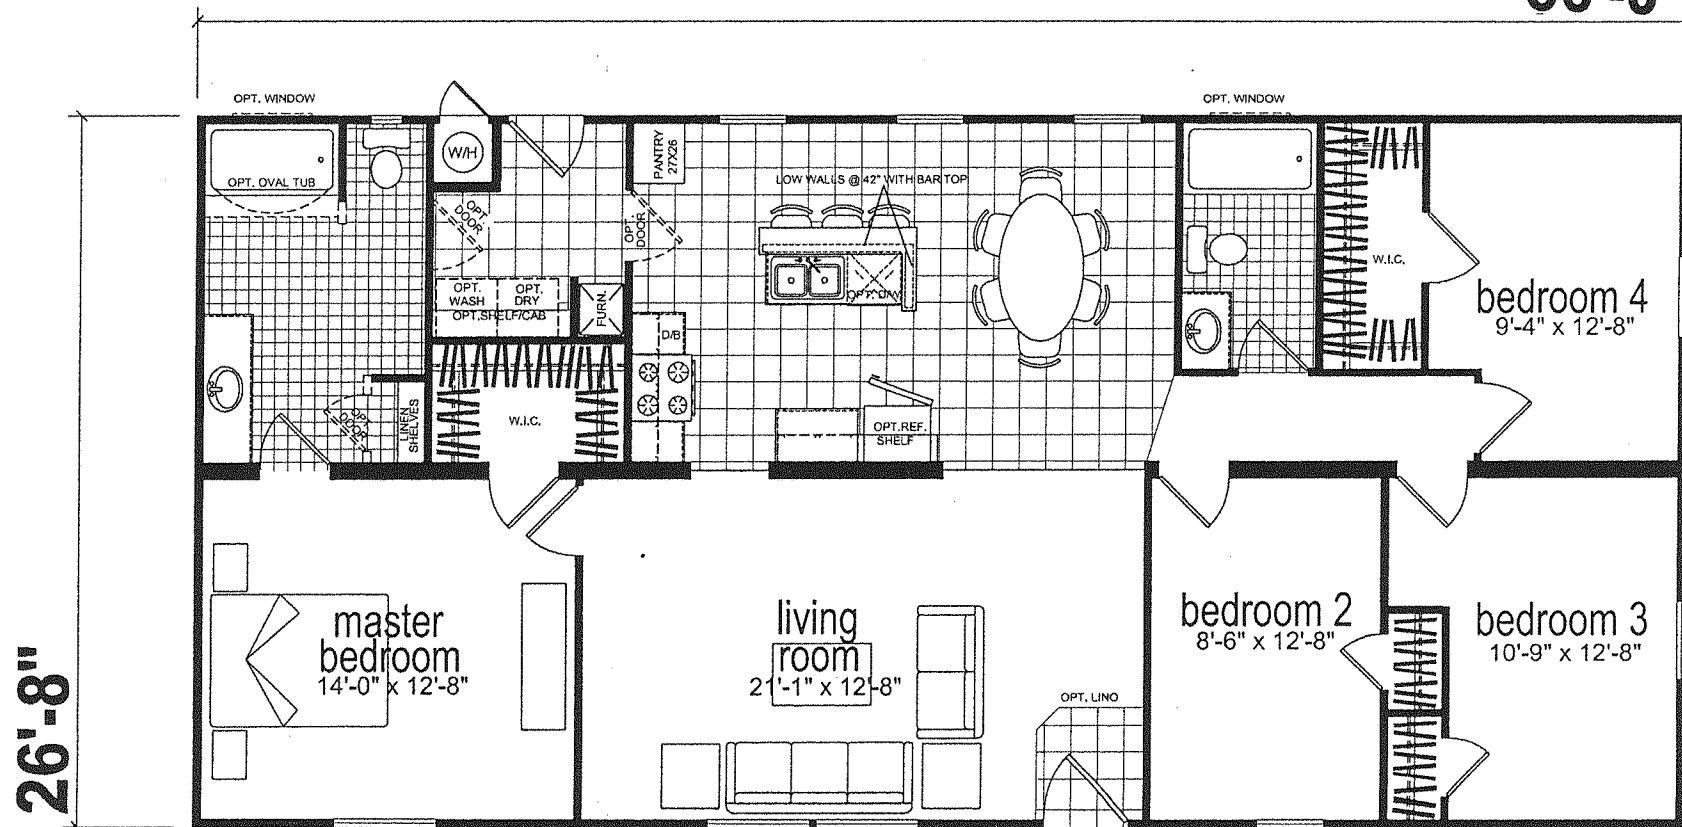 OPT. WINDOW
OPT. WINDOW
W/H
PANTRY
27X26
OPT. OVAL TUB
LOW WALLS @ 42" WITH BAR TOP
OPT.
DOOR
OPT.
DOOR
W.I.C.
OPT.
WASH
OPT.
DRY
OPT.SHELF/CAB
FURN.
OPT. D/W
bedroom 4
9'-4" x 12'-8"
D/B
OPT.
DOOR
LINEN
SHELVES
W.I.C.
OPT.REF.
SHELF
master
bedroom
14'-0" x 12'-8"
living
room
21'-1" x 12'-8"
bedroom 2
8'-6" x 12'-8"
bedroom 3
10'-9" x 12'-8"
OPT. LINO
26'-8"